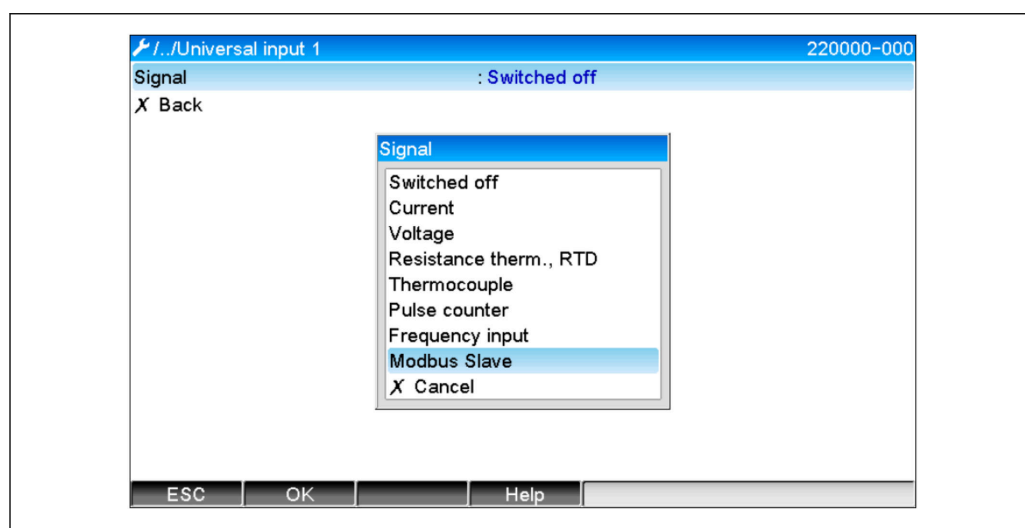 /../Universal input 1 220000-000
Signal : Switched off
X Back
Signal
Switched off
Current
Voltage
Resistance therm., RTD
Thermocouple
Pulse counter
Frequency input
Modbus Slave
X Cancel
ESC OK Help